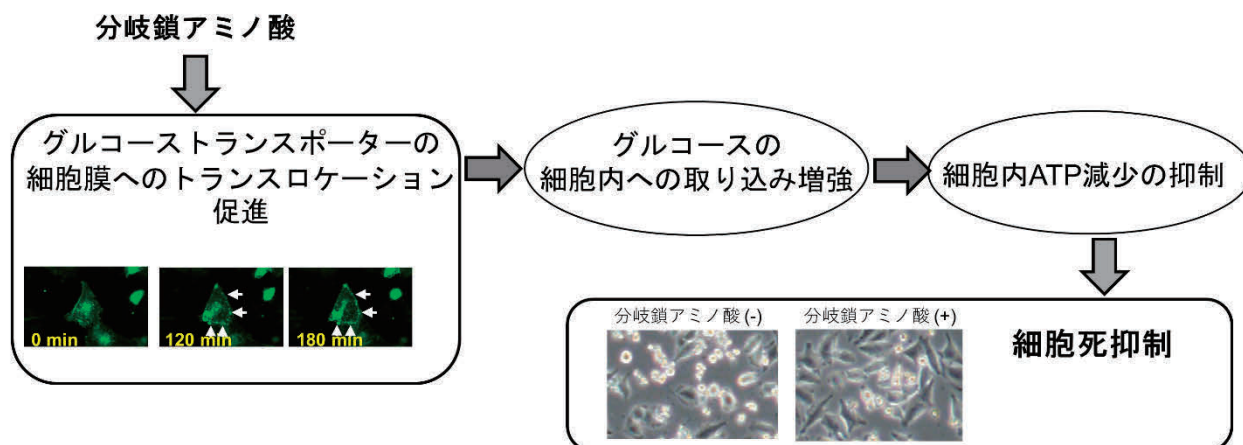 分岐鎖アミノ酸
グルコーストランスポーターの
細胞膜へのトランスロケーション
促進
0 min
120 min
180 min
グルコースの
細胞内への取り込み増強
細胞内ATP減少の抑制
分岐鎖アミノ酸 (-)
分岐鎖アミノ酸 (+)
細胞死抑制